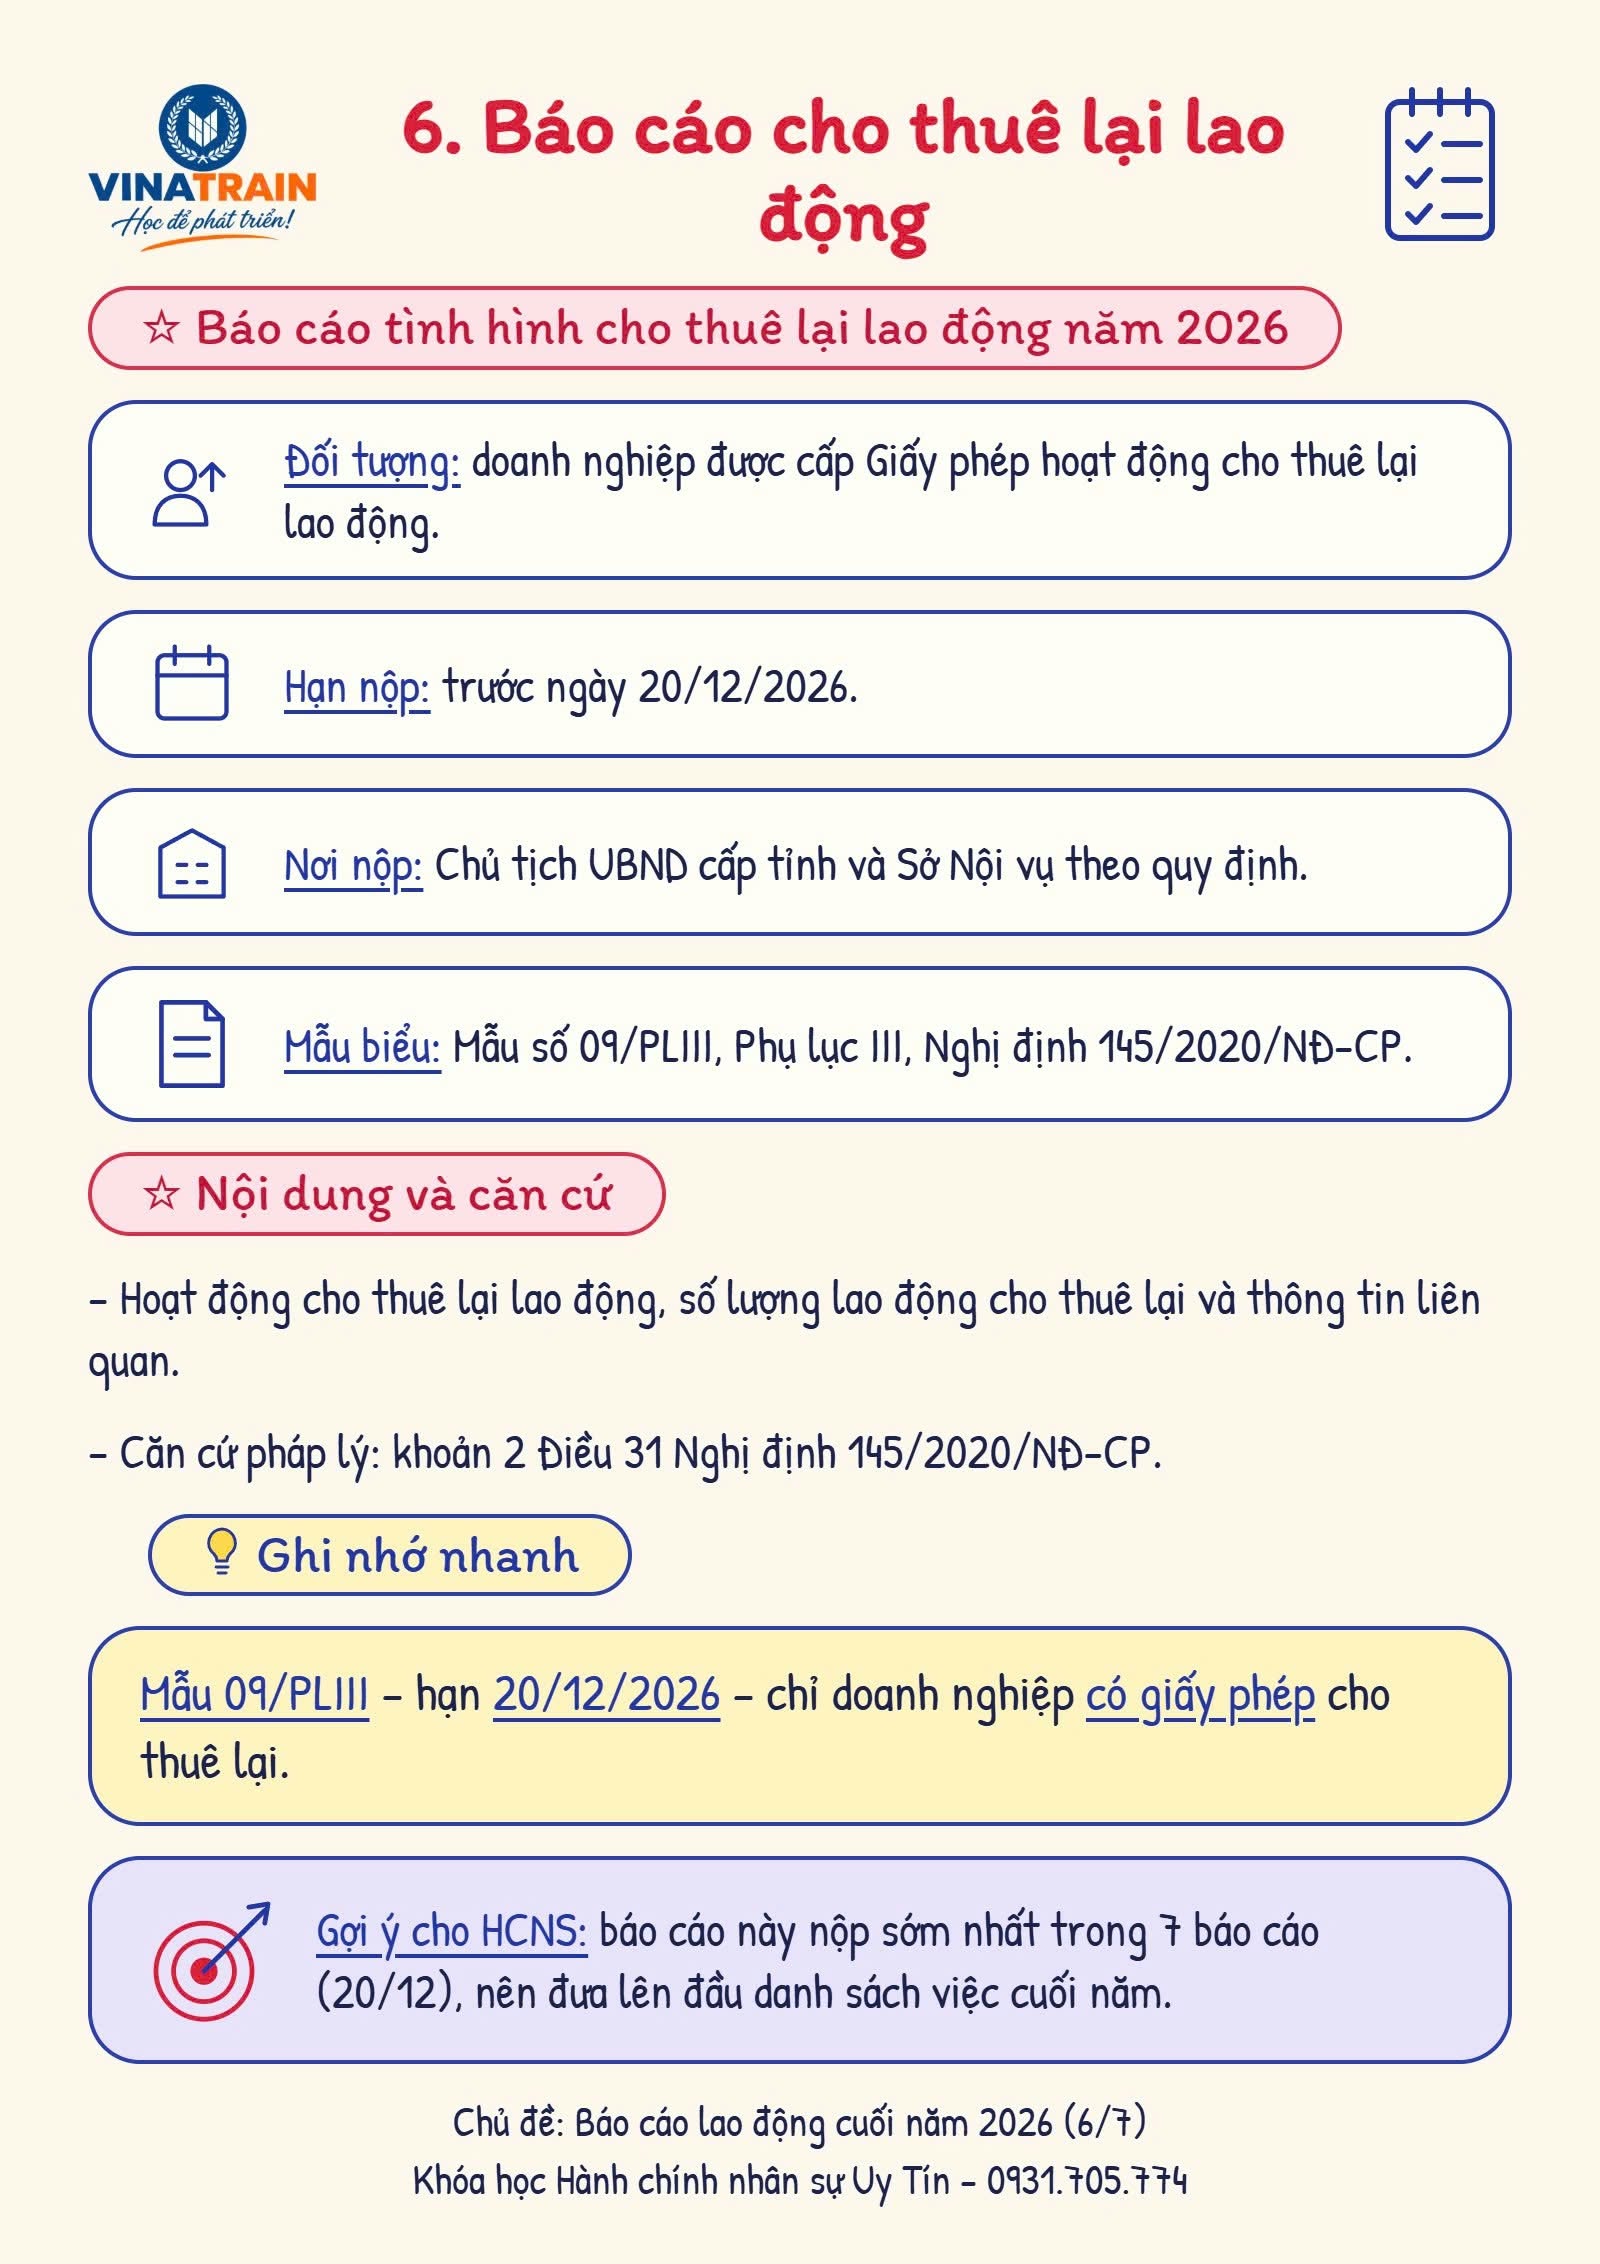 VINATRAIN
Học để phát triển!
6. Báo cáo cho thuê lại lao
động
☆ Báo cáo tình hình cho thuê lại lao động năm 2026
Đối tượng: doanh nghiệp được cấp Giấy phép hoạt động cho thuê lại
lao động.
Hạn nộp: trước ngày 20/12/2026.
Nơi nộp: Chủ tịch UBND cấp tỉnh và Sở Nội vụ theo quy định.
Mẫu biểu: Mẫu số 09/PLIII, Phụ lục III, Nghị định 145/2020/NĐ-CP.
☆ Nội dung và căn cứ
- Hoạt động cho thuê lại lao động, số lượng lao động cho thuê lại và thông tin liên
quan.
- Căn cứ pháp lý: khoản 2 Điều 31 Nghị định 145/2020/NĐ-CP.
Ghi nhớ nhanh
Mẫu 09/PLIII - hạn 20/12/2026 - chỉ doanh nghiệp có giấy phép cho
thuê lại.
Gợi ý cho HCNS: báo cáo này nộp sớm nhất trong 7 báo cáo
(20/12), nên đưa lên đầu danh sách việc cuối năm.
Chủ đề: Báo cáo lao động cuối năm 2026 (6/7)
Khóa học Hành chính nhân sự Uy Tín - 0931.705.774